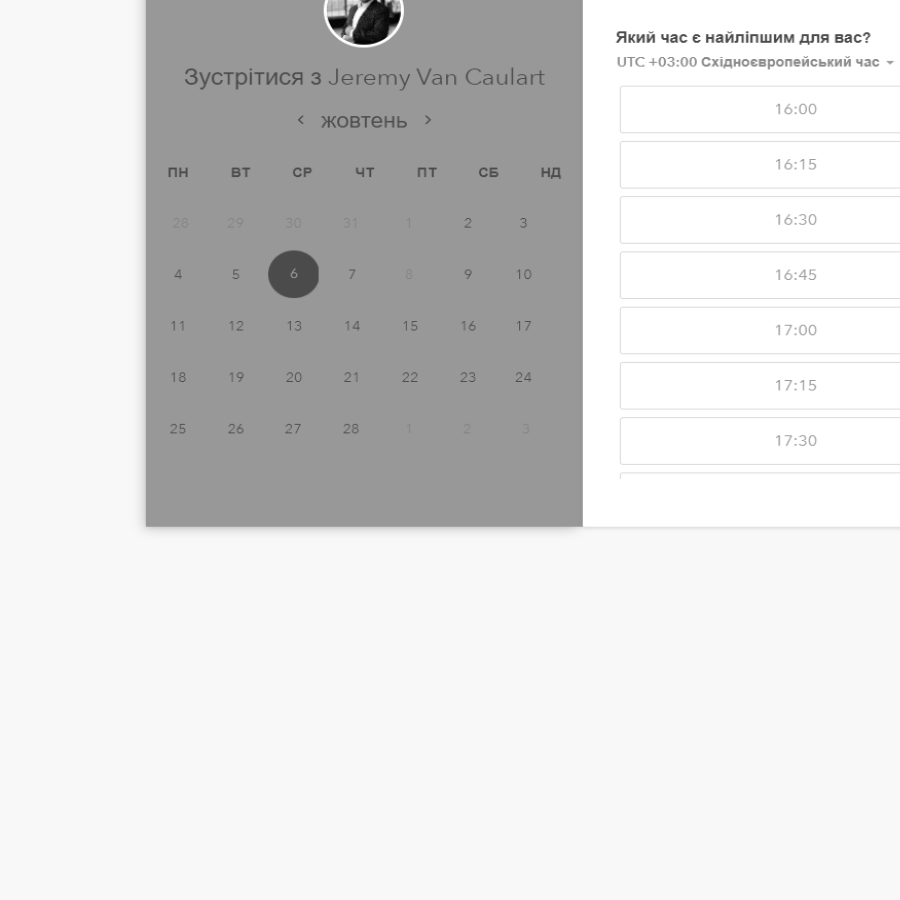 Зустрітися з Jeremy Van Caulart
жовтень
ПН ВТ СР ЧТ ПТ СБ НД
28 29 30 31 1 2 3
4 5 6 7 8 9 10
11 12 13 14 15 16 17
18 19 20 21 22 23 24
25 26 27 28 1 2 3
Який час є найліпшим для вас?
UTC +03:00 Східноєвропейський час
16:00
16:15
16:30
16:45
17:00
17:15
17:30